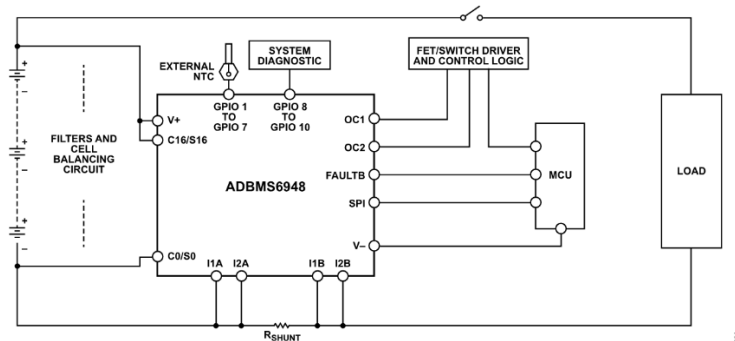 FET/SWITCH DRIVER
AND CONTROL LOGIC
SYSTEM
DIAGNOSTIC
EXTERNAL
NTC
+
–
+
–
+
–
FILTERS AND
CELL
BALANCING
CIRCUIT
V+
C16/S16
C0/S0
GPIO 1
TO
GPIO 7
GPIO 8
TO
GPIO 10
ADBMS6948
OC1
OC2
FAULTB
SPI
V–
I1A
I2A
I1B
I2B
MCU
LOAD
RSHUNT